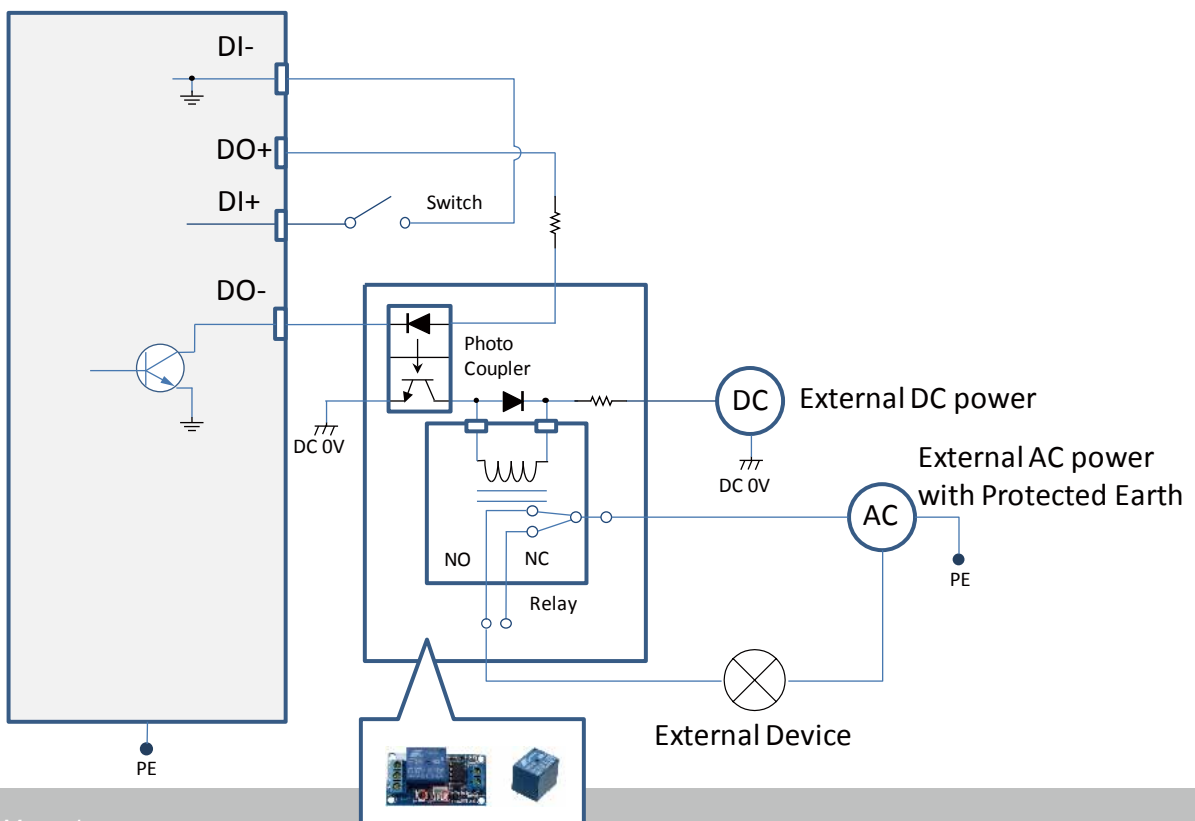 DI-
DO+
DI+
Switch
DO-
Photo
Coupler
DC
External DC power
DC 0V
DC 0V
External AC power
with Protected Earth
AC
NO
NC
PE
Relay
External Device
PE